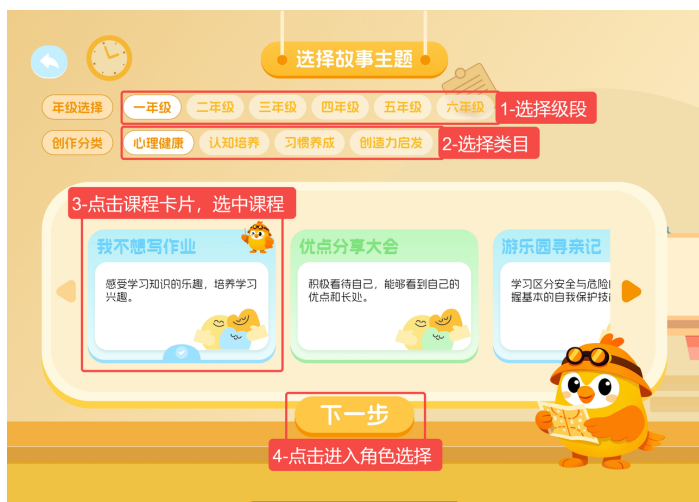 选择故事主题
年级选择 一年级 二年级 三年级 四年级 五年级 六年级 1-选择级段
创作分类 心理健康 认知培养 习惯养成 创造力启发 2-选择类目
3-点击课程卡片，选中课程
我不想写作业
感受学习知识的乐趣，培养学习
兴趣。
优点分享大会
积极看待自己，能够看到自己的
优点和长处。
游乐园寻亲记
学习区分安全与危险
握基本的自我保护技
下一步
4-点击进入角色选择